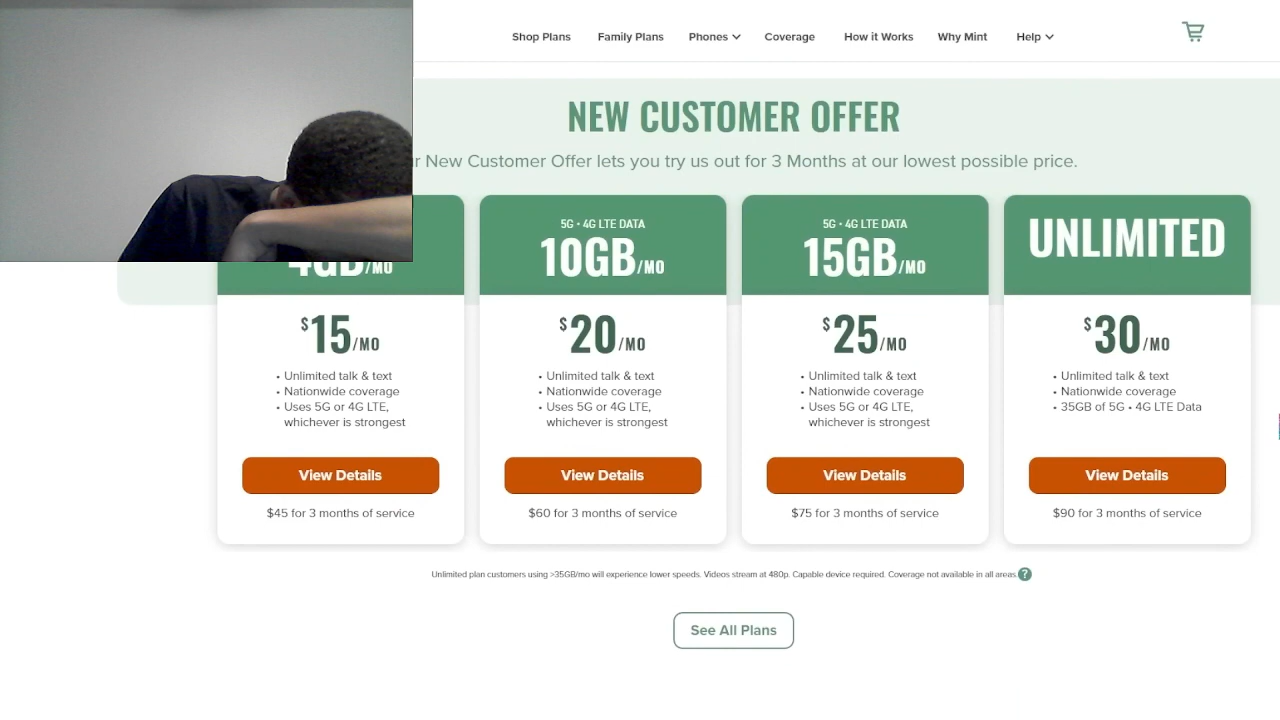 Shop Plans Family Plans Phones Coverage How it Works Why Mint Help
NEW CUSTOMER OFFER
New Customer Offer lets you try us out for 3 Months at our lowest possible price.
4GB/MO
$15/MO
• Unlimited talk & text
• Nationwide coverage
• Uses 5G or 4G LTE,
whichever is strongest
View Details
$45 for 3 months of service
5G • 4G LTE DATA
10GB/MO
$20/MO
• Unlimited talk & text
• Nationwide coverage
• Uses 5G or 4G LTE,
whichever is strongest
View Details
$60 for 3 months of service
5G • 4G LTE DATA
15GB/MO
$25/MO
• Unlimited talk & text
• Nationwide coverage
• Uses 5G or 4G LTE,
whichever is strongest
View Details
$75 for 3 months of service
UNLIMITED
$30/MO
• Unlimited talk & text
• Nationwide coverage
• 35GB of 5G • 4G LTE Data
View Details
$90 for 3 months of service
Unlimited plan customers using >35GB/mo will experience lower speeds. Videos stream at 480p. Capable device required. Coverage not available in all areas. ?
See All Plans